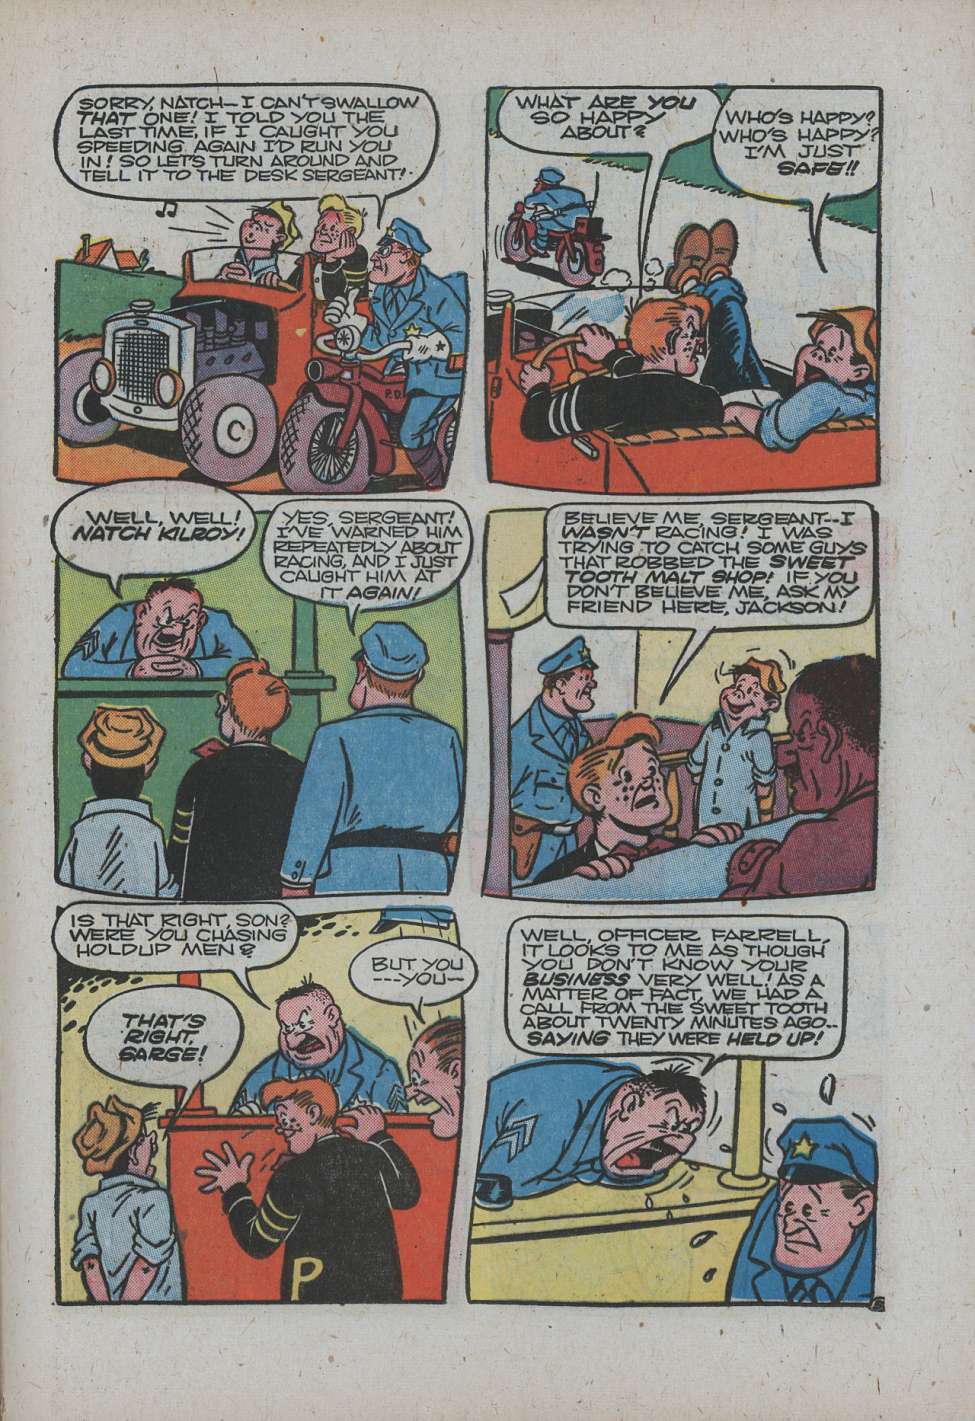 SORRY, NATCH—I CAN'T SWALLOW
THAT ONE! I TOLD YOU THE
LAST TIME, IF I CAUGHT YOU
SPEEDING AGAIN I'D RUN YOU
IN! SO LET'S TURN AROUND AND
TELL IT TO THE DESK SERGEANT!
C
P.D.
WHAT ARE YOU
SO HAPPY
ABOUT?
WHO'S HAPPY?
WHO'S HAPPY?
I'M JUST
SAFE!!
WELL, WELL!
NATCH KILROY!
YES, SERGEANT!
I'VE WARNED HIM
REPEATEDLY ABOUT
RACING, AND I JUST
CAUGHT HIM AT
IT AGAIN!
BELIEVE ME, SERGEANT--I
WASN'T RACING! I WAS
TRYING TO CATCH SOME GUYS
THAT ROBBED THE SWEET
TOOTH MALT SHOP! IF YOU
DON'T BELIEVE ME, ASK MY
FRIEND HERE, JACKSON!
IS THAT RIGHT, SON?
WERE YOU CHASING
HOLDUP MEN?
THAT'S
RIGHT,
SARGE!
BUT YOU
---YOU—
P
WELL, OFFICER FARRELL,
IT LOOKS TO ME AS THOUGH
YOU DON'T KNOW YOUR
BUSINESS VERY WELL! AS A
MATTER OF FACT, WE HAD A
CALL FROM THE SWEET TOOTH
ABOUT TWENTY MINUTES AGO--
SAYING THEY WERE HELD UP!